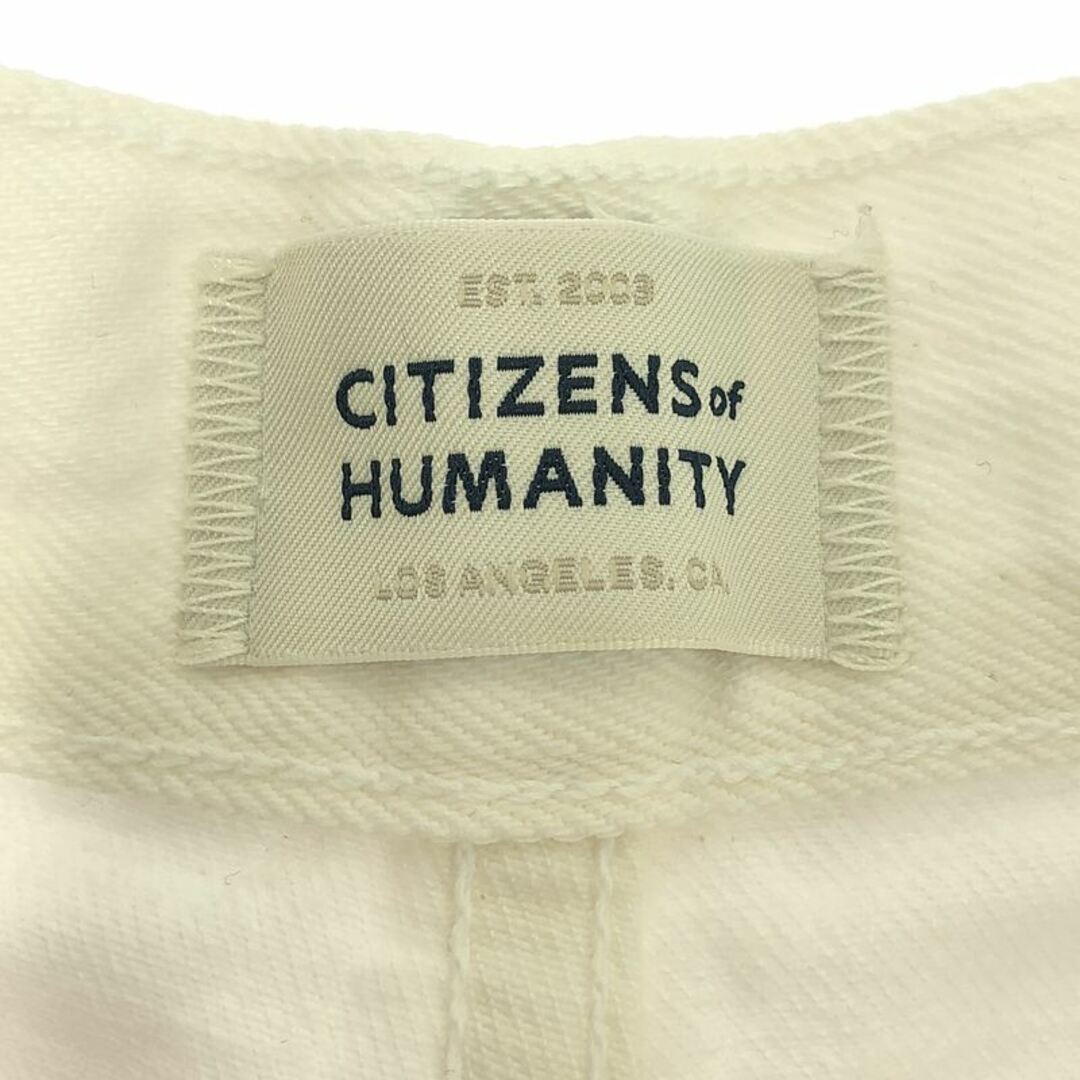 EST. 2003
CITIZENS of
HUMANITY
LOS ANGELES, CA